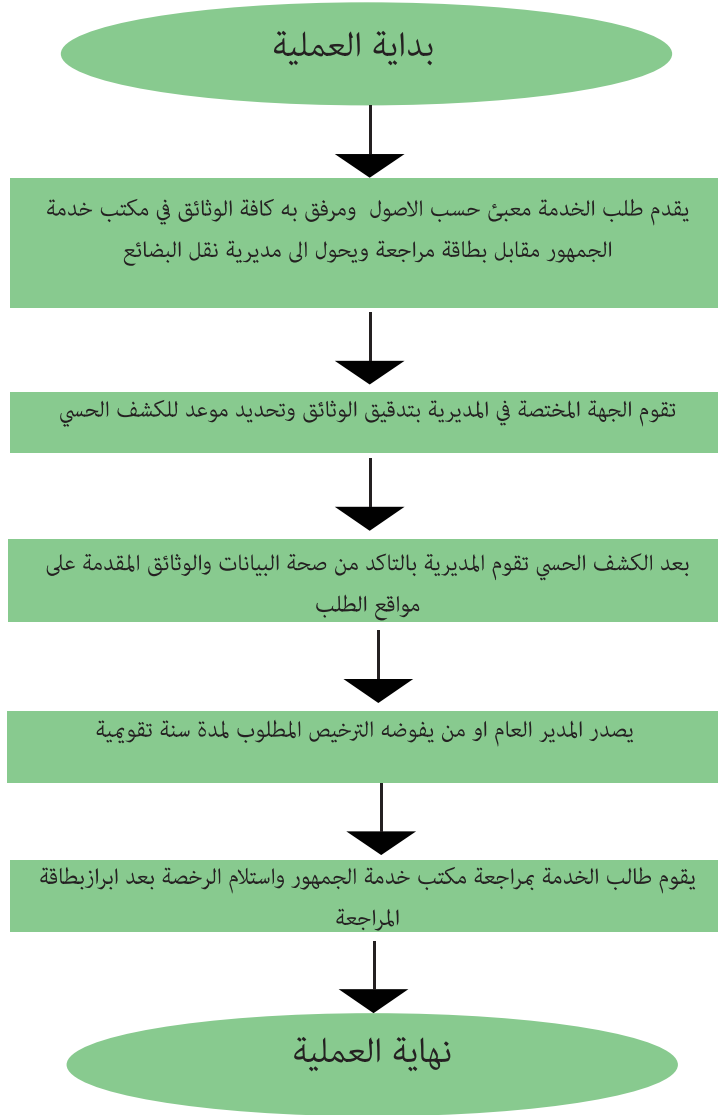 بداية العملية
يقدم طلب الخدمة معبئ حسب الاصول ومرفق به كافة الوثائق في مكتب خدمة
الجمهور مقابل بطاقة مراجعة ويحول الى مديرية نقل البضائع
تقوم الجهة المختصة في المديرية بتدقيق الوثائق وتحديد موعد للكشف الحسي
بعد الكشف الحسي تقوم المديرية بالتاكد من صحة البيانات والوثائق المقدمة على
مواقع الطلب
يصدر المدير العام او من يفوضه الترخيص المطلوب لمدة سنة تقويمية
يقوم طالب الخدمة بمراجعة مكتب خدمة الجمهور واستلام الرخصة بعد ابرازبطاقة
المراجعة
نهاية العملية